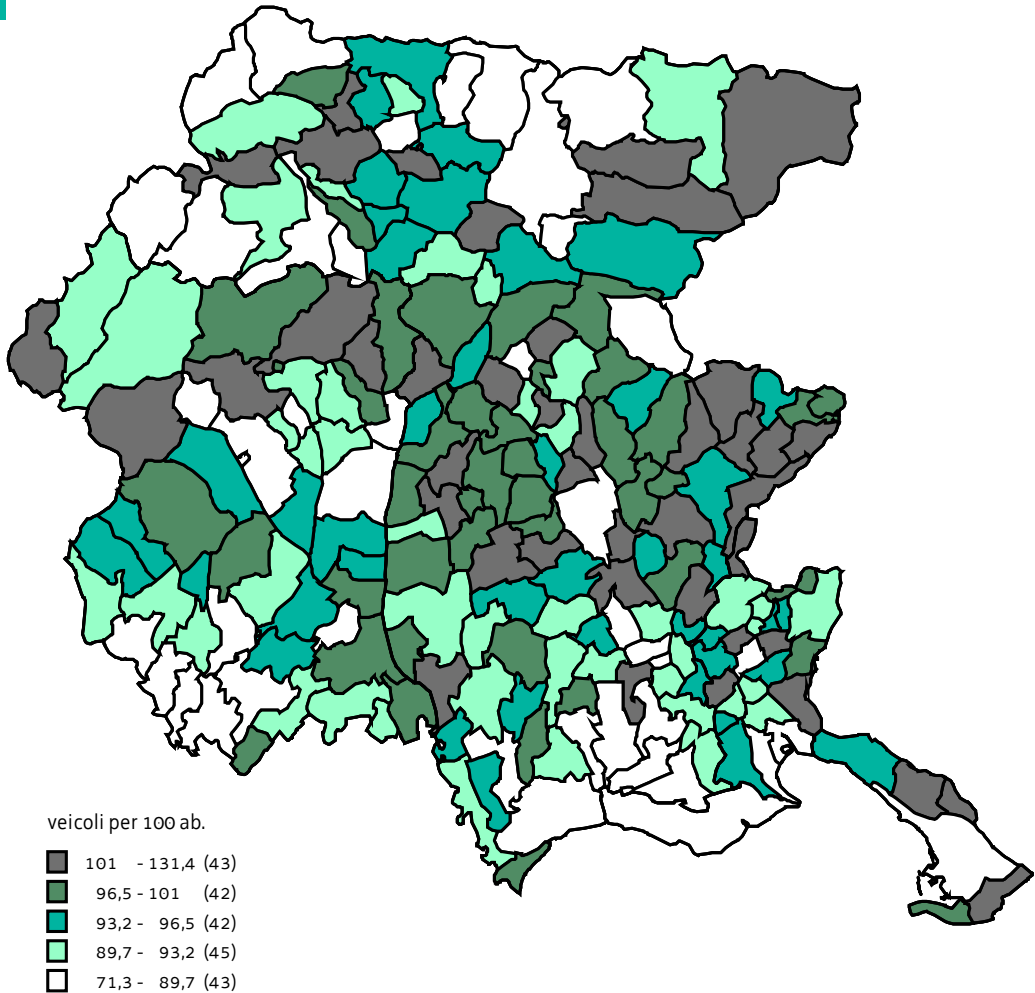 veicoli per 100 ab.
101 - 131,4 (43)
96,5 - 101 (42)
93,2 - 96,5 (42)
89,7 - 93,2 (45)
71,3 - 89,7 (43)